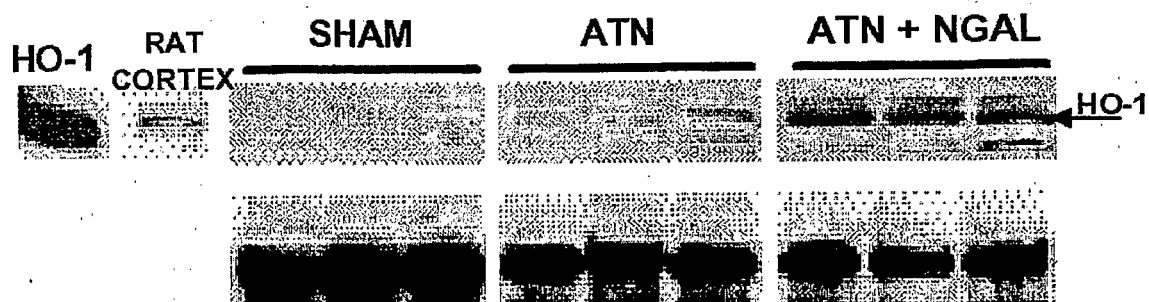 HO-1
RAT
CORTEX
SHAM
ATN
ATN + NGAL
HO-1